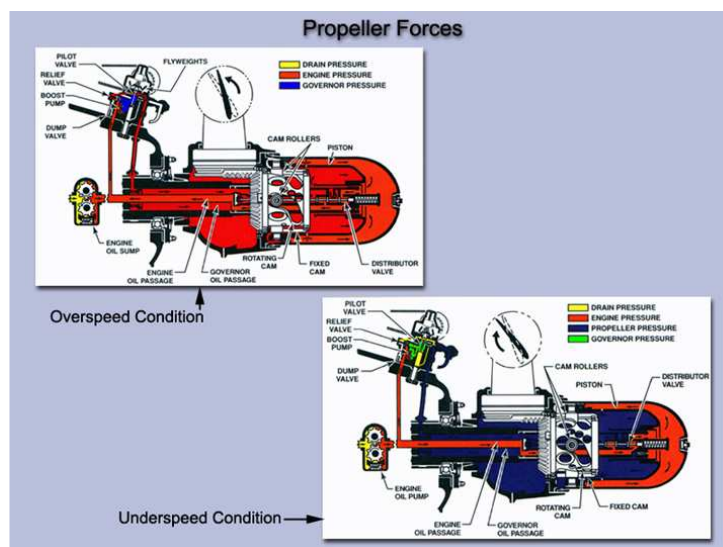 Propeller Forces
PILOT
VALVE
FLYWEIGHTS
RELIEF
VALVE
BOOST
PUMP
DUMP
VALVE
DRAIN PRESSURE
ENGINE PRESSURE
GOVERNOR PRESSURE
CAM ROLLERS
PISTON
ENGINE
OIL SUMP
ENGINE
OIL PASSAGE
GOVERNOR
OIL PASSAGE
ROTATING
CAM
FIXED
CAM
DISTRIBUTOR
VALVE
Overspeed Condition
PILOT
VALVE
RELIEF
VALVE
BOOST
PUMP
DUMP
VALVE
DRAIN PRESSURE
ENGINE PRESSURE
PROPELLER PRESSURE
GOVERNOR PRESSURE
CAM ROLLERS
PISTON
DISTRIBUTOR
VALVE
ENGINE
OIL PUMP
ENGINE
OIL PASSAGE
GOVERNOR
OIL PASSAGE
ROTATING
CAM
FIXED CAM
Underspeed Condition